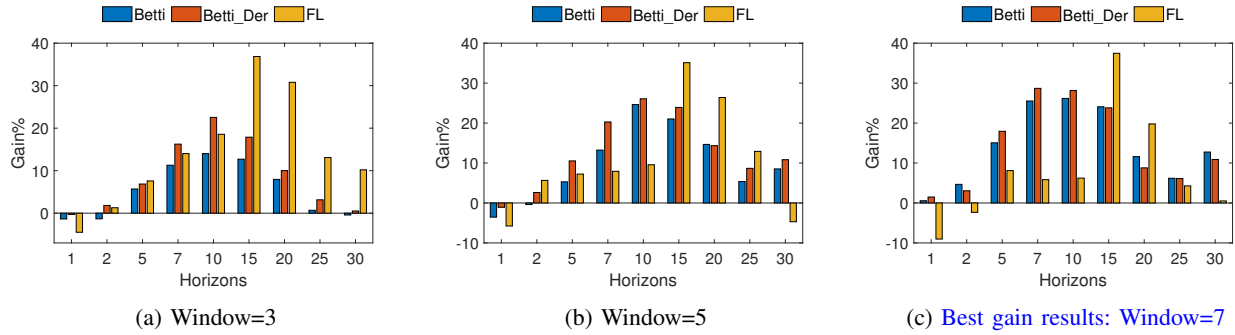 Betti Betti_Der FL
40
30
20
10
0
Gain%
1 2 5 7 10 15 20 25 30
Horizons
(a) Window=3
Betti Betti_Der FL
40
30
20
10
0
-10
Gain%
1 2 5 7 10 15 20 25 30
Horizons
(b) Window=5
Betti Betti_Der FL
40
30
20
10
0
-10
Gain%
1 2 5 7 10 15 20 25 30
Horizons
(c) Best gain results: Window=7